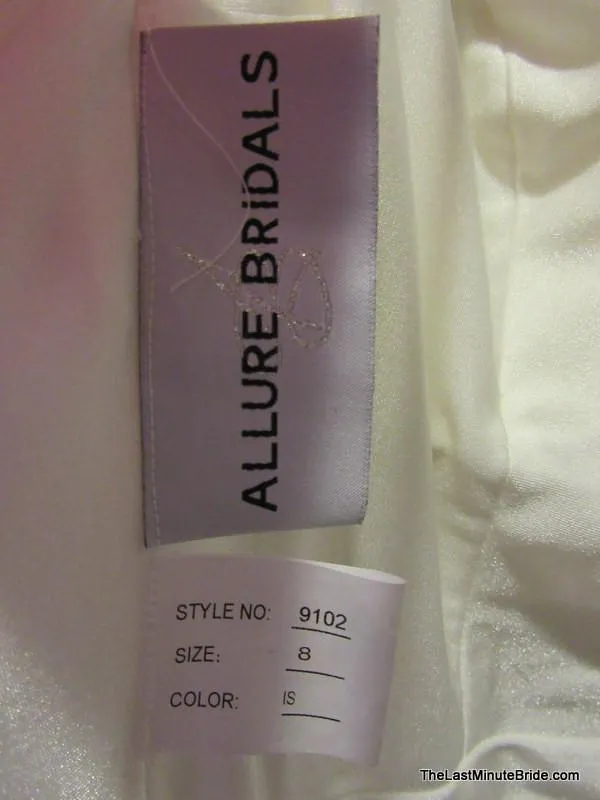 ALLURE BRiDALS
STYLE NO: 9102
SIZE: 8
COLOR: IS
TheLastMinuteBride.com